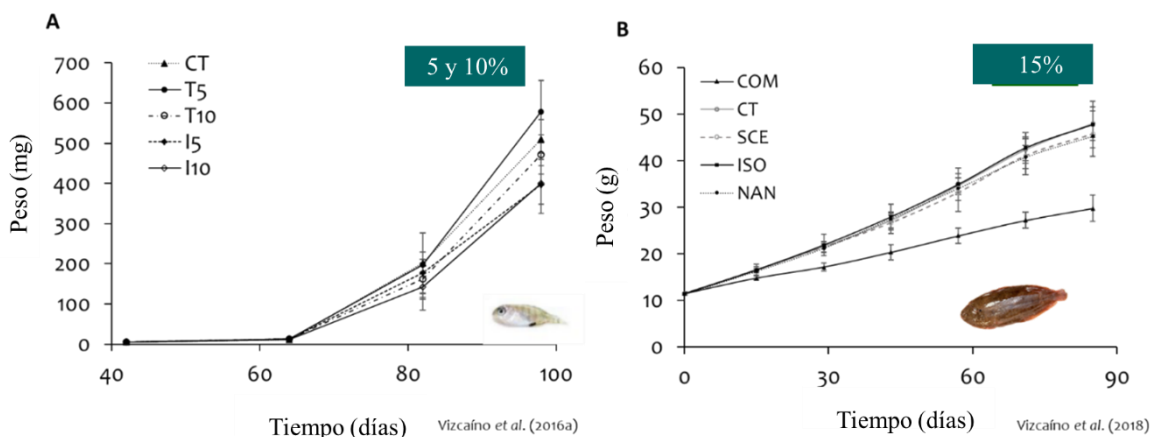 A
5 y 10%
CT
T5
T10
I5
I10
Peso (mg)
700
600
500
400
300
200
100
0
40
60
80
100
Tiempo (días)
Vizcaíno et al. (2016a)
B
15%
COM
CT
SCE
ISO
NAN
Peso (g)
60
50
40
30
20
10
0
0
30
60
90
Tiempo (días)
Vizcaíno et al. (2018)